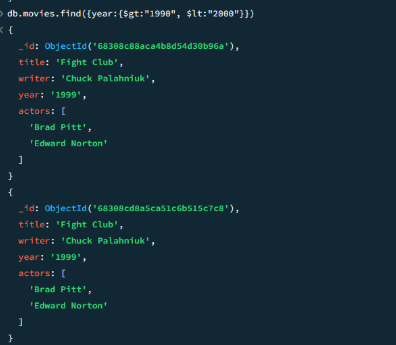 > db.movies.find({year:{$gt:"1990", $lt:"2000"}})
< {
_id: ObjectId('68308c88aca4b8d54d30b96a'),
title: 'Fight Club',
writer: 'Chuck Palahniuk',
year: '1999',
actors: [
'Brad Pitt',
'Edward Norton'
]
}
{
_id: ObjectId('68308cd8a5ca51c6b515c7c8'),
title: 'Fight Club',
writer: 'Chuck Palahniuk',
year: '1999',
actors: [
'Brad Pitt',
'Edward Norton'
]
}